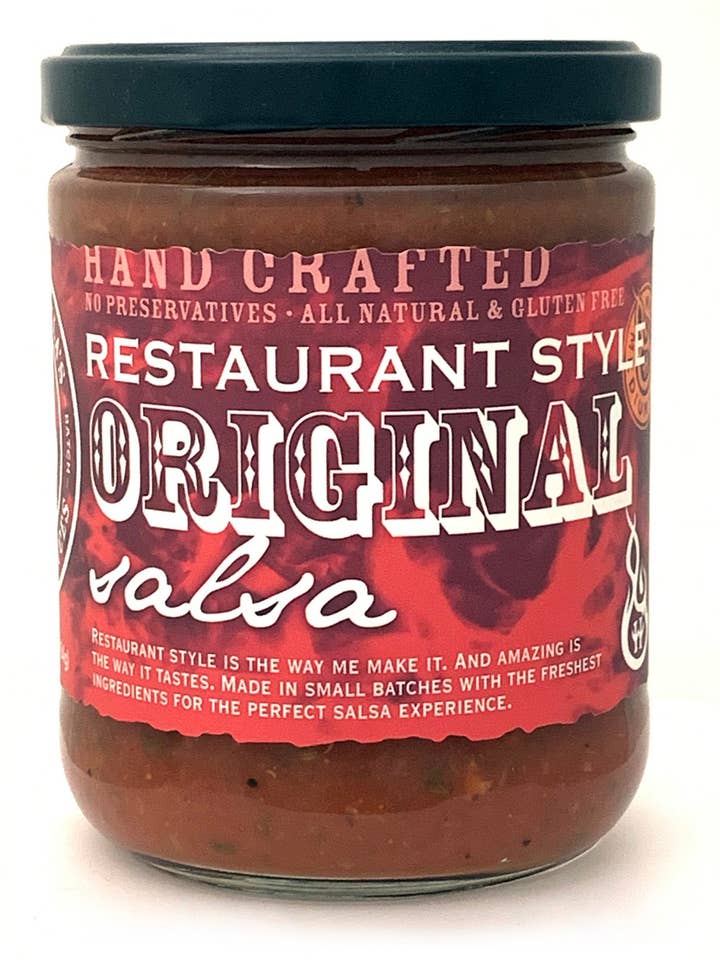 HAND CRAFTED
NO PRESERVATIVES · ALL NATURAL & GLUTEN FREE
RESTAURANT STYLE
ORIGINAL
salsa
RESTAURANT STYLE IS THE WAY ME MAKE IT. AND AMAZING IS
THE WAY IT TASTES. MADE IN SMALL BATCHES WITH THE FRESHEST
INGREDIENTS FOR THE PERFECT SALSA EXPERIENCE.
BATCH